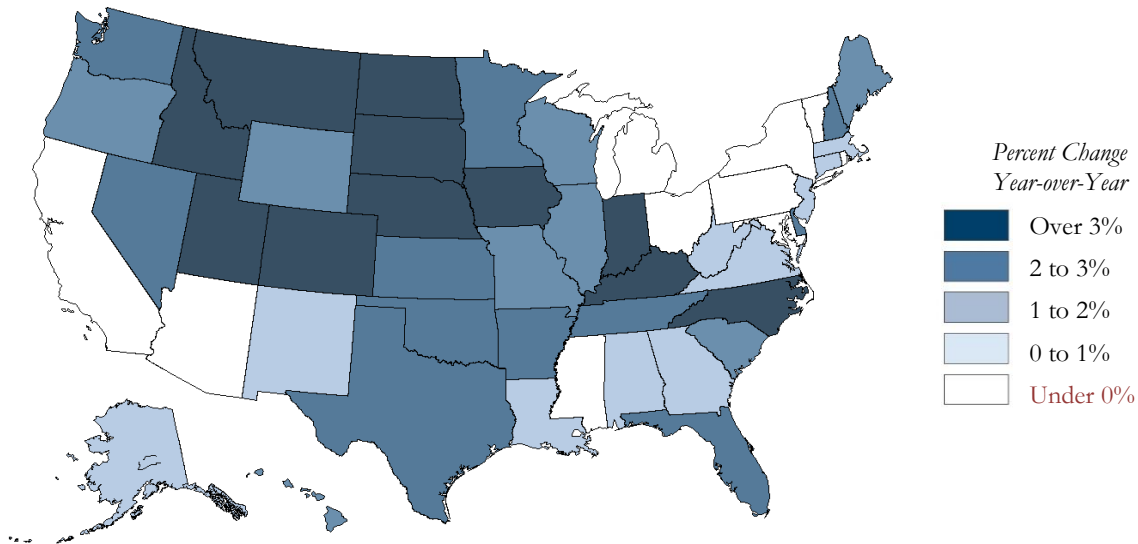 Percent Change
Year-over-Year
Over 3%
2 to 3%
1 to 2%
0 to 1%
Under 0%